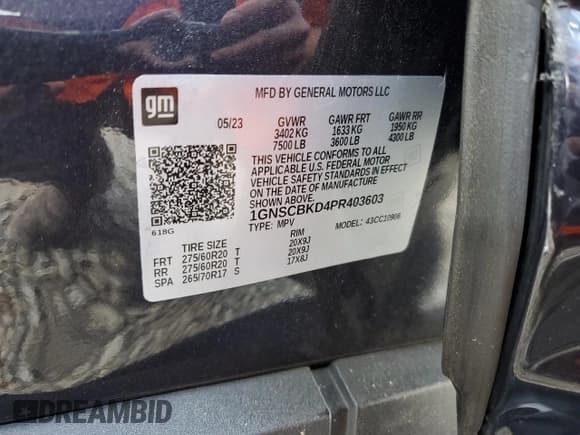 gm
MFD BY GENERAL MOTORS LLC
05/23 GVWR GAWR FRT GAWR RR
3402 KG 1633 KG 1950 KG
7500 LB 3600 LB 4300 LB
THIS VEHICLE CONFORMS TO ALL
APPLICABLE U.S. FEDERAL MOTOR
VEHICLE SAFETY STANDARDS IN EFFECT
ON THE DATE OF MANUFACTURE
1GNSCBKD4PR403603
618G TYPE: MPV 43CC10906
TIRE SIZE RIM
FRT 275/60R20 T 20X9J
RR 275/60R20 T 20X9J
SPA 265/70R17 S 17X8J
DREAMBID